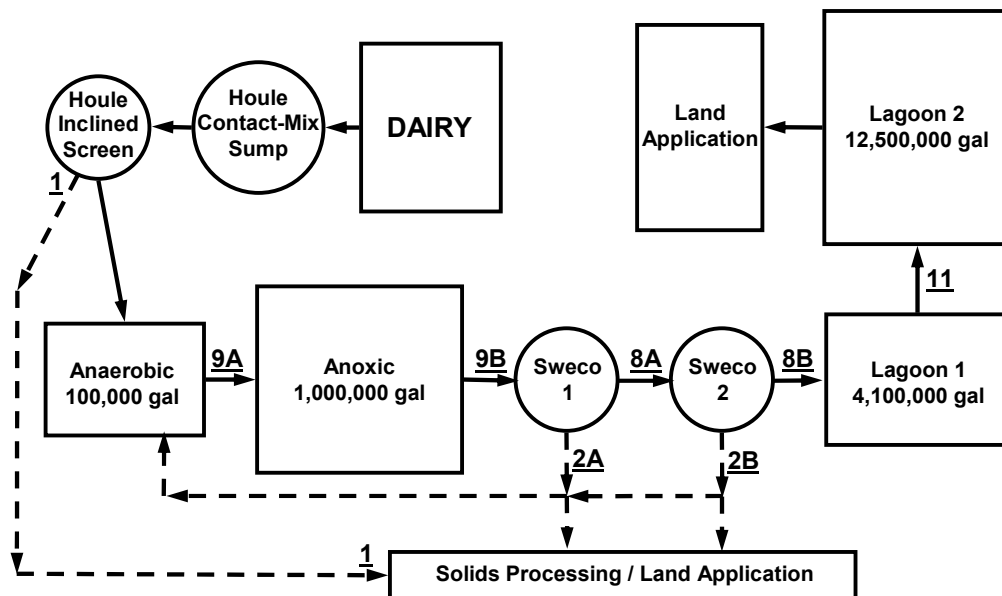 Houle
Inclined
Screen
Houle
Contact-Mix
Sump
DAIRY
Land
Application
Lagoon 2
12,500,000 gal
1
11
Anaerobic
100,000 gal
9A
Anoxic
1,000,000 gal
9B
Sweco
1
8A
Sweco
2
8B
Lagoon 1
4,100,000 gal
2A
2B
1
Solids Processing / Land Application